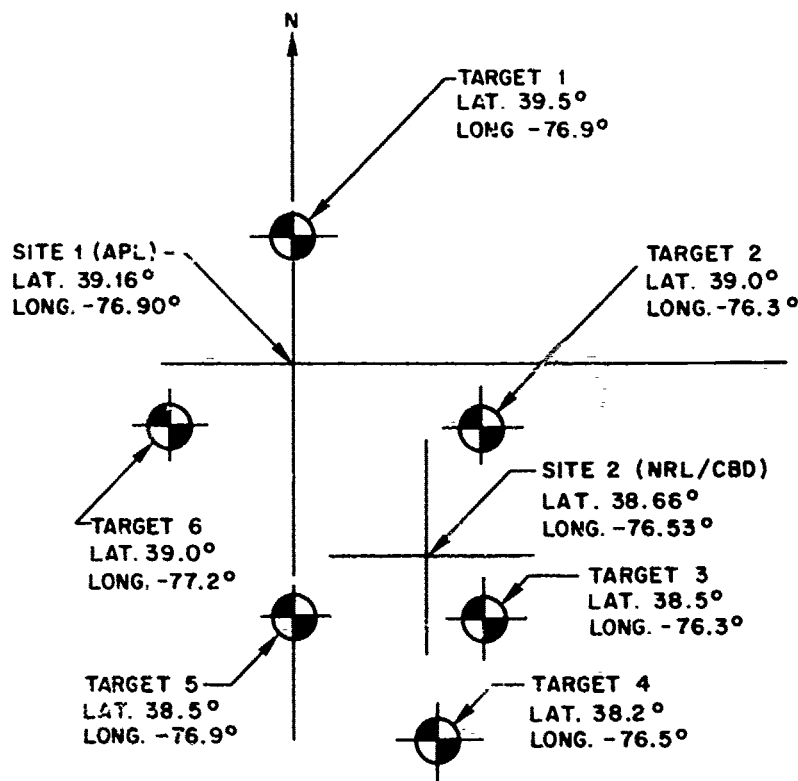 N
TARGET 1
LAT. 39.5°
LONG -76.9°
SITE 1 (APL)
LAT. 39.16°
LONG. -76.90°
TARGET 2
LAT. 39.0°
LONG. -76.3°
SITE 2 (NRL/CBD)
LAT. 38.66°
LONG. -76.53°
TARGET 6
LAT. 39.0°
LONG. -77.2°
TARGET 3
LAT. 38.5°
LONG. -76.3°
TARGET 5
LAT. 38.5°
LONG. -76.9°
TARGET 4
LAT. 38.2°
LONG. -76.5°